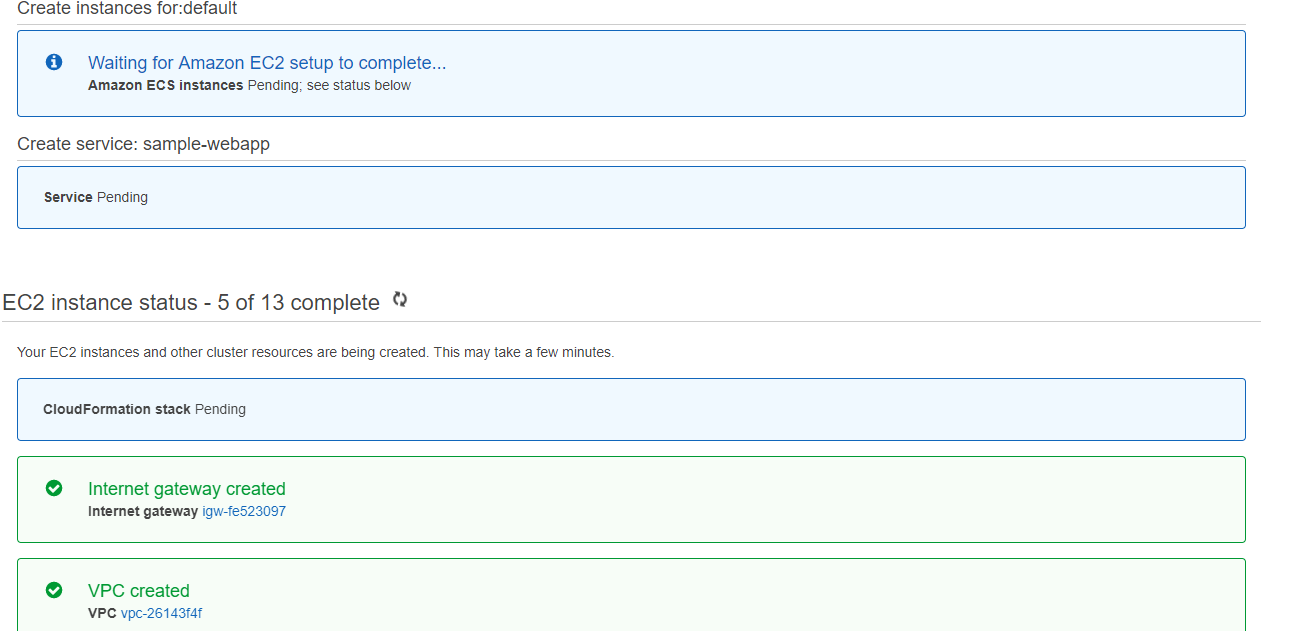 Create instances for:default
Waiting for Amazon EC2 setup to complete...
Amazon ECS instances Pending; see status below
Create service: sample-webapp
Service Pending
EC2 instance status - 5 of 13 complete
Your EC2 instances and other cluster resources are being created. This may take a few minutes.
CloudFormation stack Pending
Internet gateway created
Internet gateway igw-fe523097
VPC created
VPC vpc-26143f4f